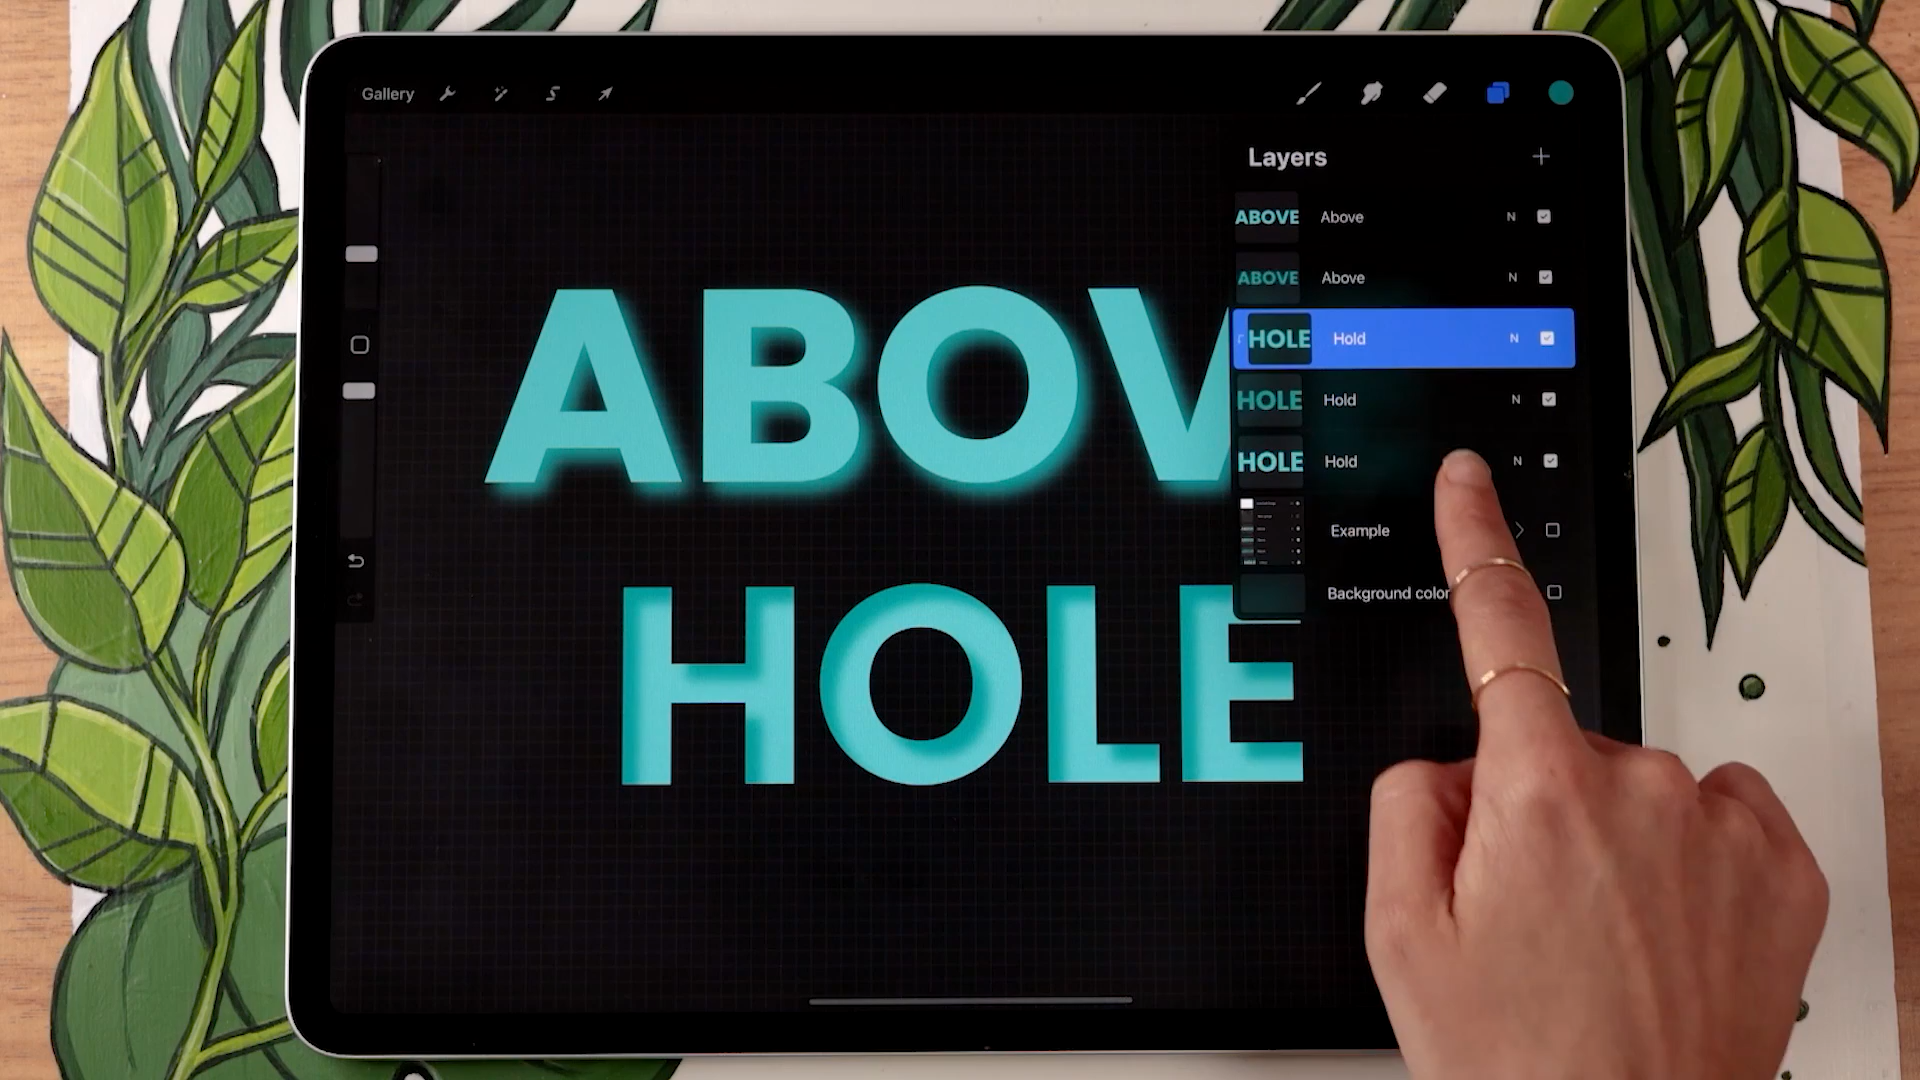 Gallery
Layers
ABOVE Above N
ABOVE Above N
HOLE Hold N
HOLE Hold N
HOLE Hold N
Example
Background color
ABOV
HOLE